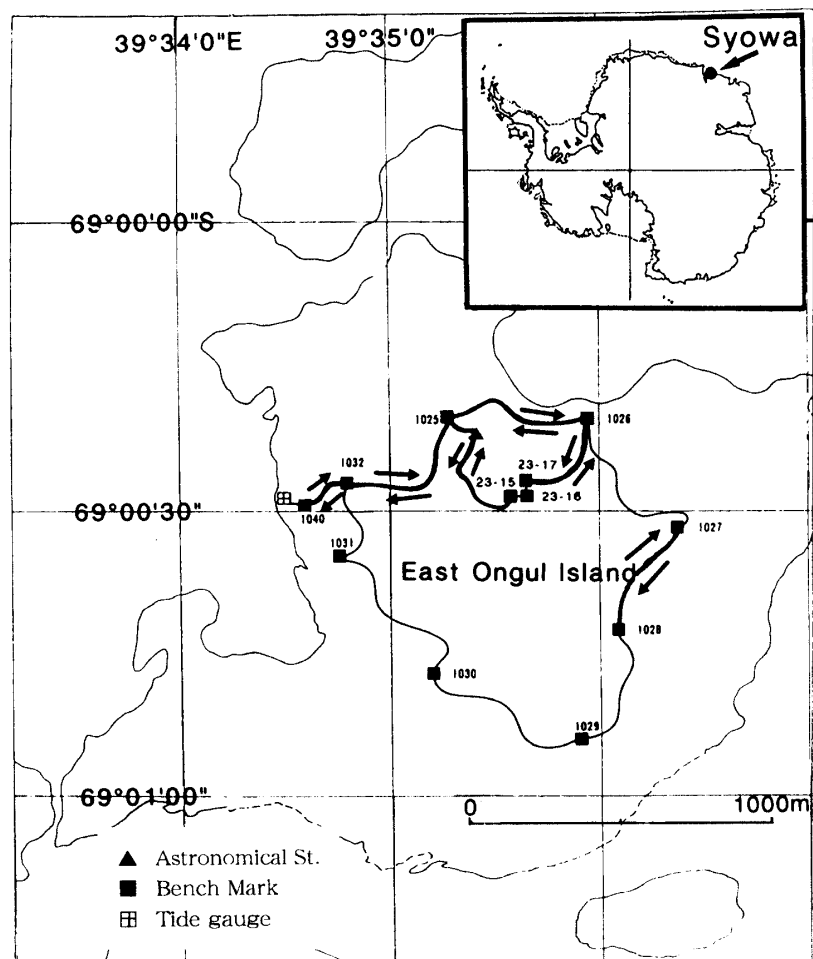 39°34'0"E
39°35'0"
Syowa
69°00'00"S
1025
1026
1032
23-17
23-15
23-16
69°00'30"
1040
1027
1031
East Ongul Island
1028
1030
1029
69°01'00"
0
1000m
Astronomical St.
Bench Mark
Tide gauge